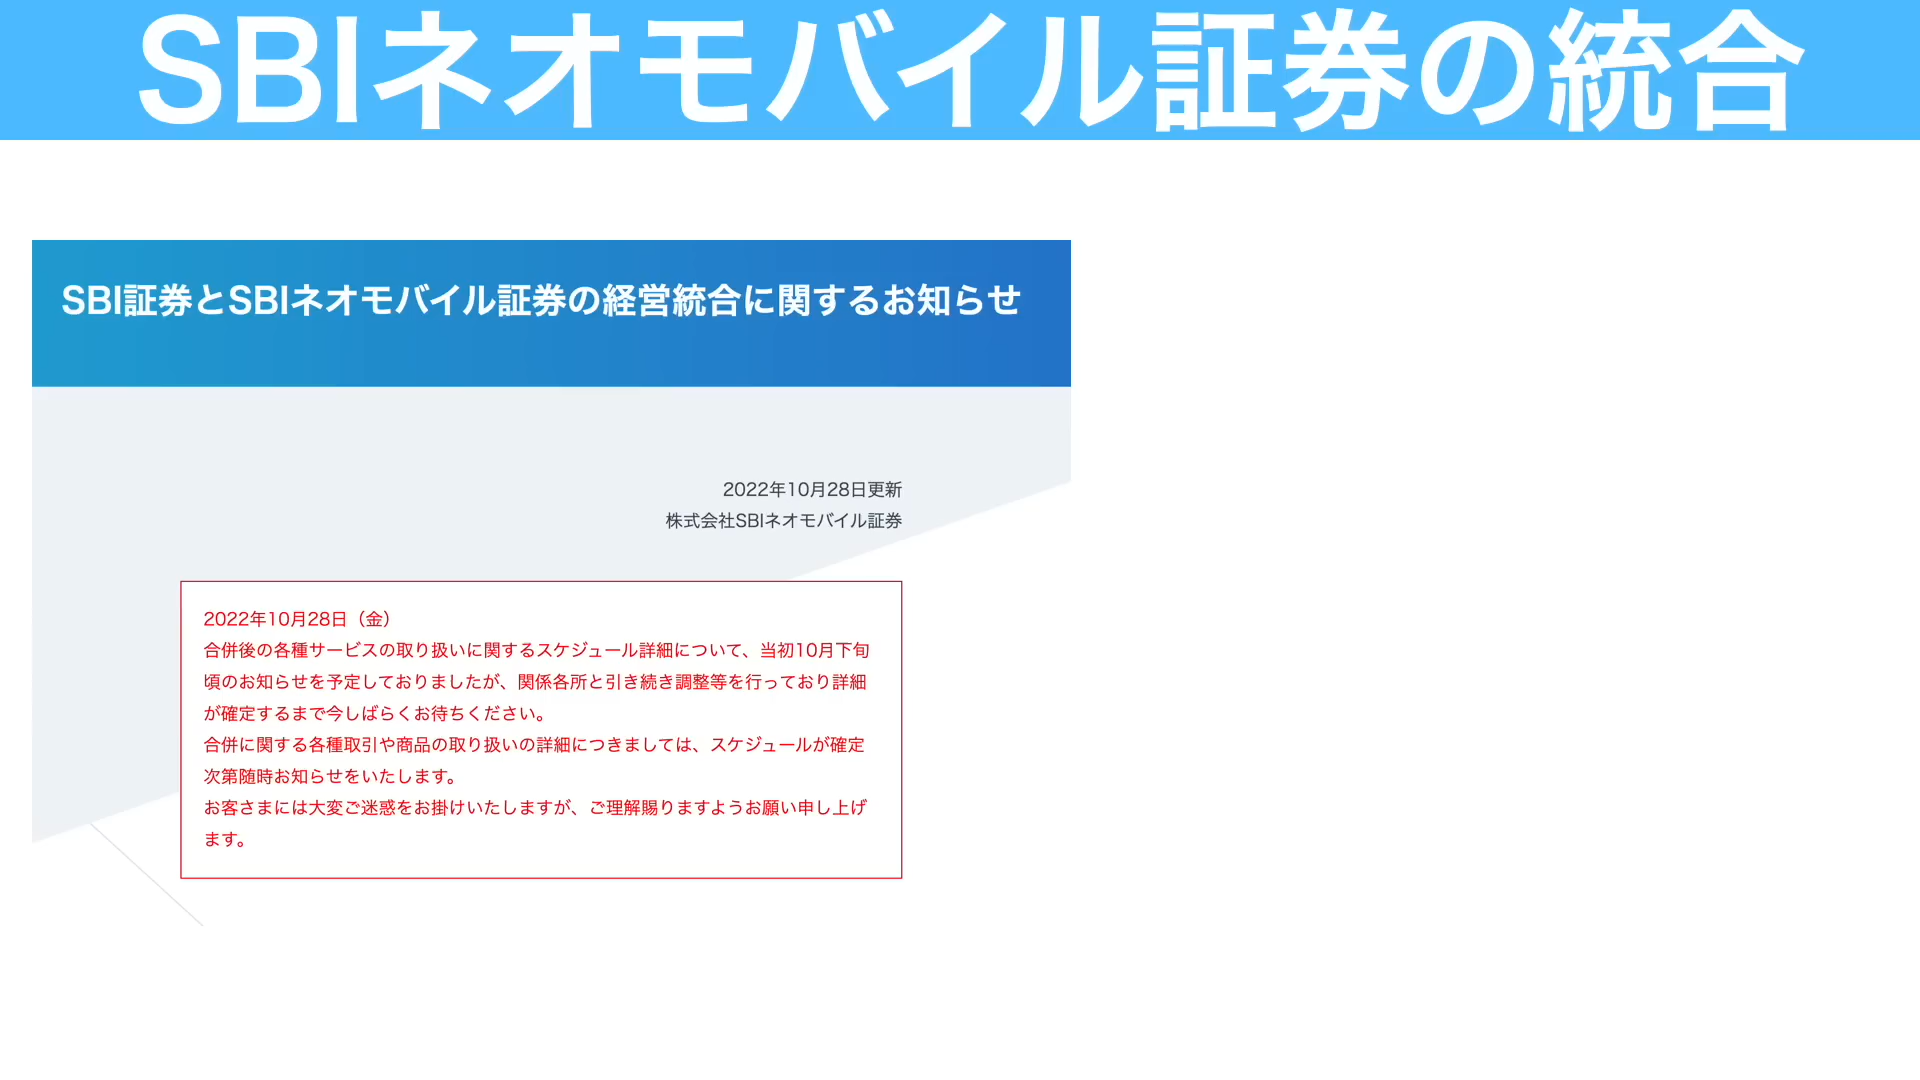 SBIネオモバイル証券の統合
SBI証券とSBIネオモバイル証券の経営統合に関するお知らせ
2022年10月28日更新
株式会社SBIネオモバイル証券
2022年10月28日（金）
合併後の各種サービスの取り扱いに関するスケジュール詳細について、当初10月下旬
頃のお知らせを予定しておりましたが、関係各所と引き続き調整等を行っており詳細
が確定するまで今しばらくお待ちください。
合併に関する各種取引や商品の取り扱いの詳細につきましては、スケジュールが確定
次第随時お知らせをいたします。
お客さまには大変ご迷惑をお掛けいたしますが、ご理解賜りますようお願い申し上げ
ます。